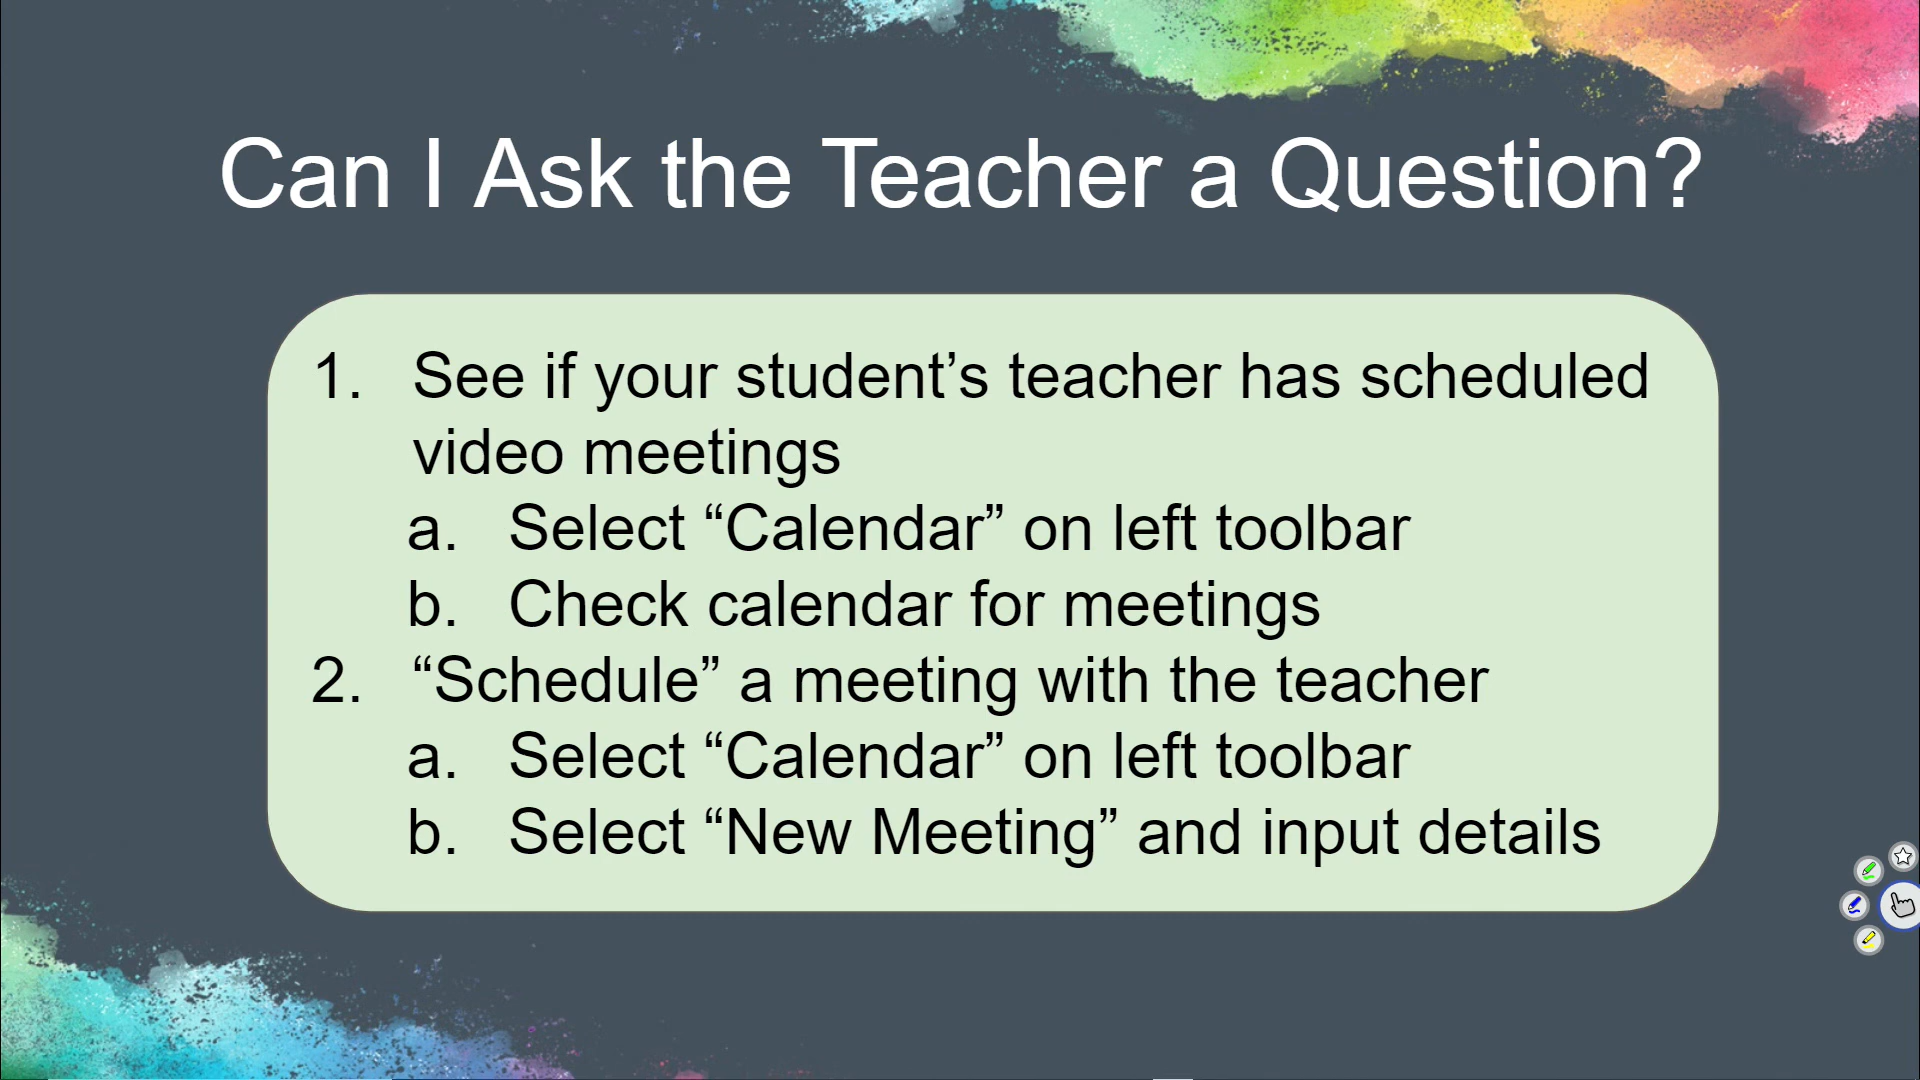 Can I Ask the Teacher a Question?
1. See if your student’s teacher has scheduled
video meetings
a. Select “Calendar” on left toolbar
b. Check calendar for meetings
2. “Schedule” a meeting with the teacher
a. Select “Calendar” on left toolbar
b. Select “New Meeting” and input details